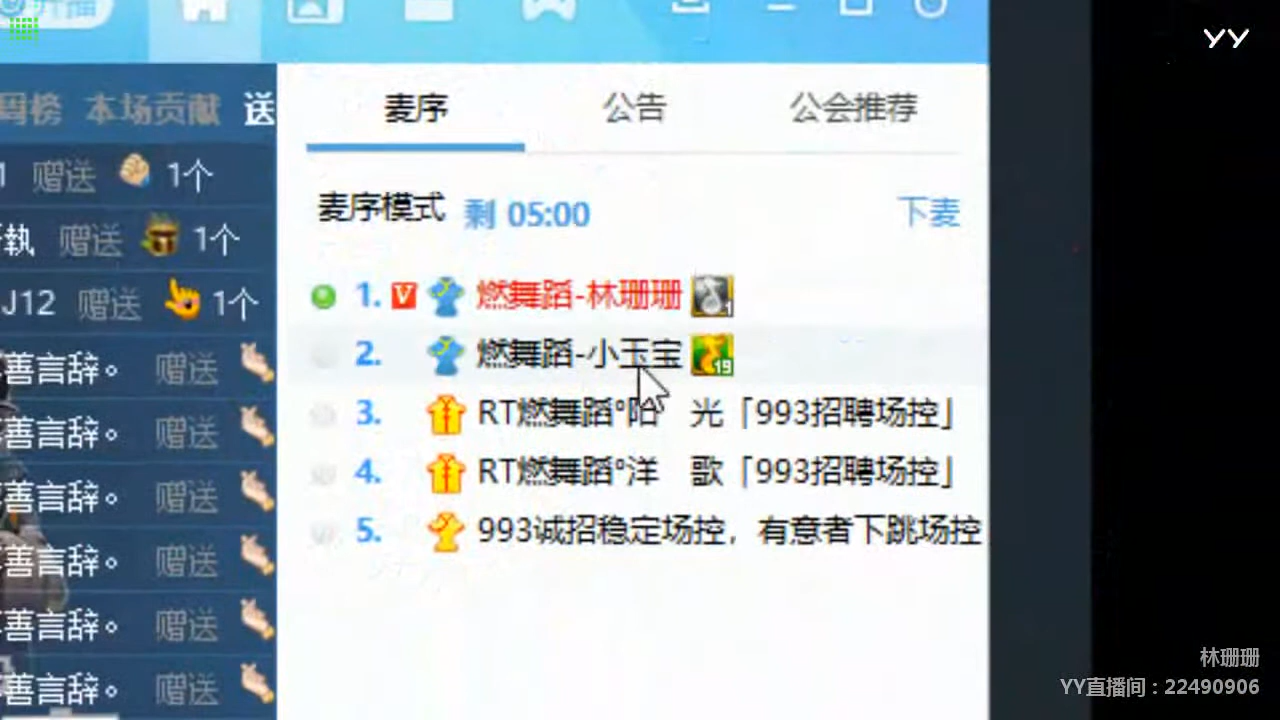 开播
YY
周榜 本场贡献 送
麦序 公告 公会推荐
1 赠送 1个
麦序模式 剩 05:00 下麦
執 赠送 1个
J12 赠送 1个
1. V 燃舞蹈-林珊珊 1
2. 燃舞蹈-小玉宝 19
3. RT燃舞蹈°阳 光「993招聘场控」
4. RT燃舞蹈°洋 歌「993招聘场控」
5. 993诚招稳定场控，有意者下跳场控
善言辞。 赠送
善言辞。 赠送
善言辞。 赠送
善言辞。 赠送
善言辞。 赠送
善言辞。 赠送
林珊珊
YY直播间：22490906